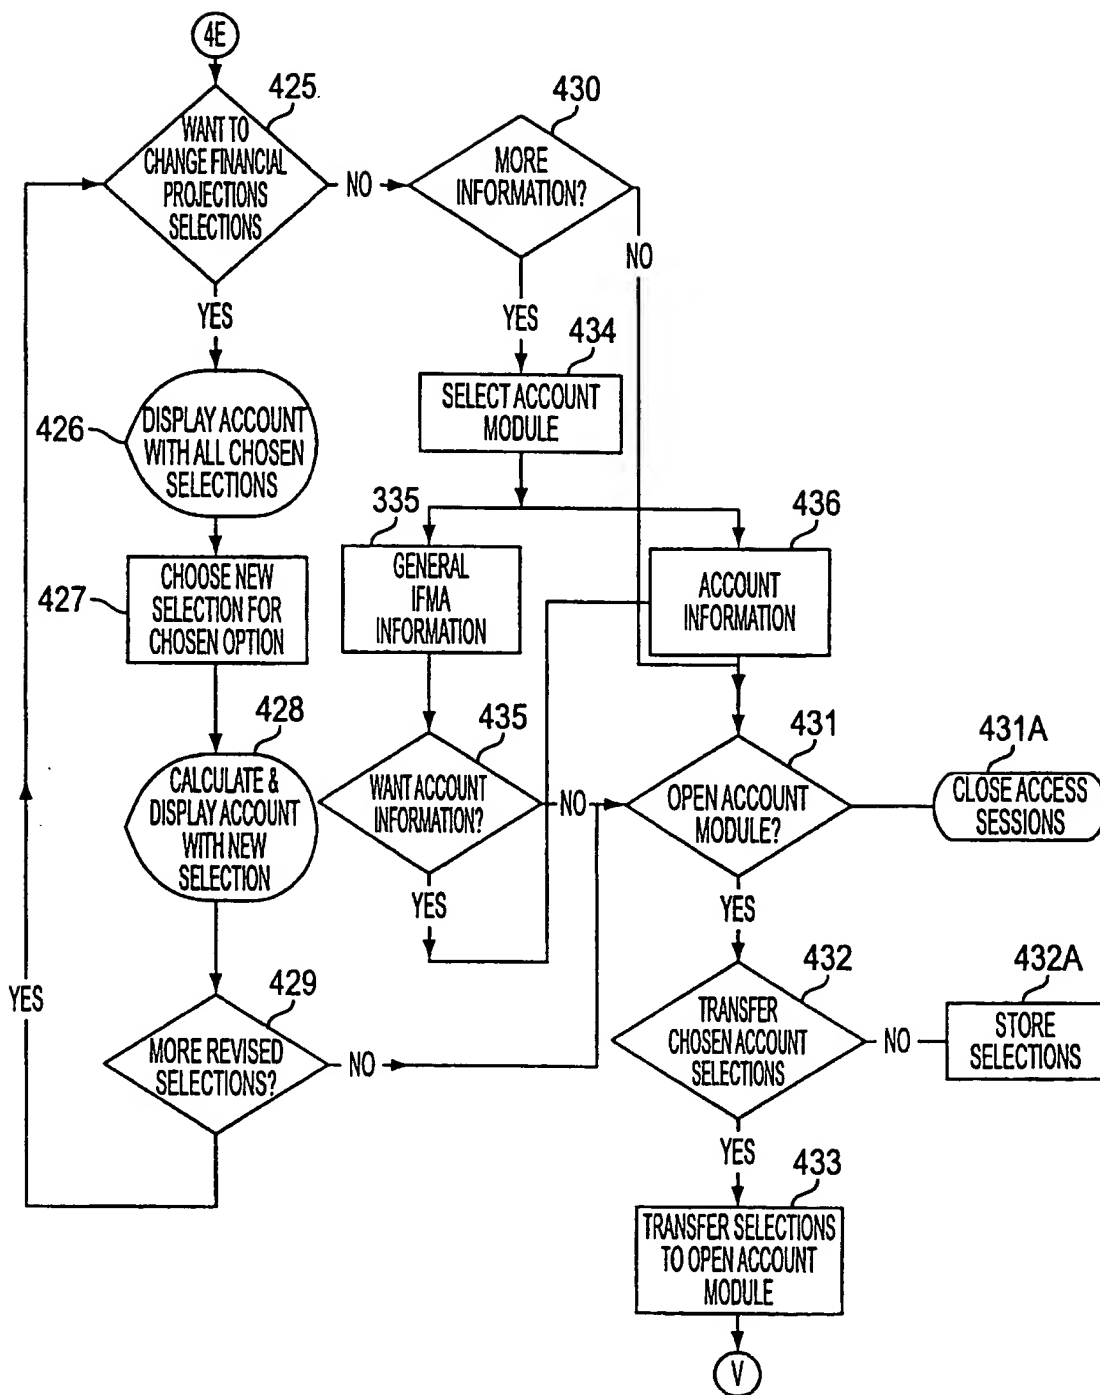 4E
425
WANT TO
CHANGE FINANCIAL
PROJECTIONS
SELECTIONS
NO
430
MORE
INFORMATION?
NO
YES
YES
434
SELECT ACCOUNT
MODULE
426
DISPLAY ACCOUNT
WITH ALL CHOSEN
SELECTIONS
335
GENERAL
IFMA
INFORMATION
436
ACCOUNT
INFORMATION
427
CHOOSE NEW
SELECTION FOR
CHOSEN OPTION
428
CALCULATE &
DISPLAY ACCOUNT
WITH NEW
SELECTION
435
WANT ACCOUNT
INFORMATION?
NO
YES
431
OPEN ACCOUNT
MODULE?
431A
CLOSE ACCESS
SESSIONS
YES
YES
429
MORE REVISED
SELECTIONS?
NO
432
TRANSFER
CHOSEN ACCOUNT
SELECTIONS
NO
432A
STORE
SELECTIONS
YES
433
TRANSFER SELECTIONS
TO OPEN ACCOUNT
MODULE
V